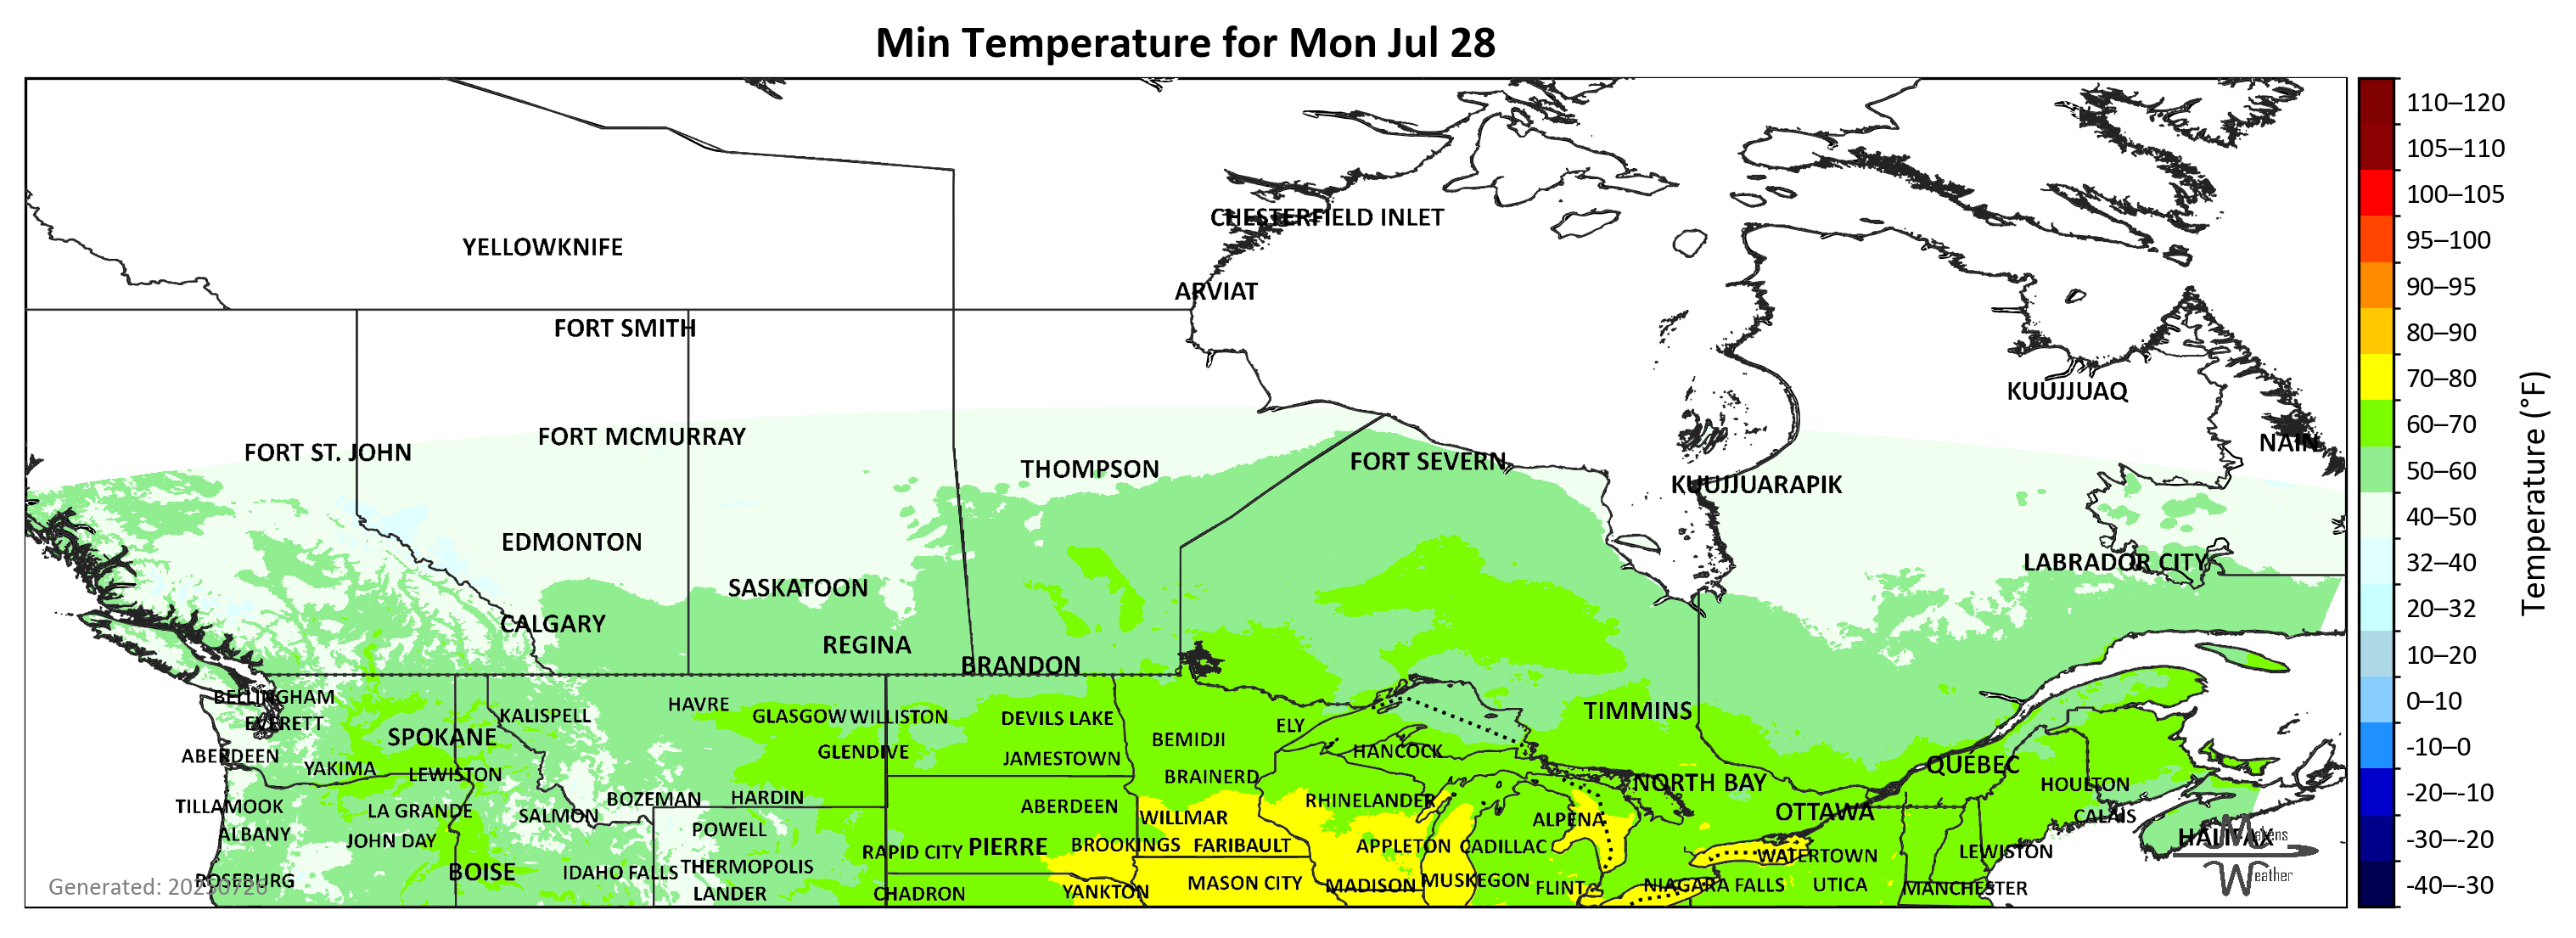 Min Temperature for Mon Jul 28
110–120
105–110
100–105
95–100
90–95
80–90
70–80
60–70
50–60
40–50
32–40
20–32
10–20
0–10
-10–0
-20–-10
-30–-20
-40–-30
Temperature (°F)
CHESTERFIELD INLET
YELLOWKNIFE
ARVIAT
FORT SMITH
KUUJJUAQ
FORT MCMURRAY
NAIN
FORT ST. JOHN
FORT SEVERN
THOMPSON
KUUJJUARAPIK
EDMONTON
LABRADOR CITY
SASKATOON
CALGARY
REGINA
BRANDON
BELLINGHAM
HAVRE
TIMMINS
KALISPELL
GLASGOW
WILLISTON
DEVILS LAKE
EVERETT
ELY
SPOKANE
BEMIDJI
GLENDIVE
HANCOCK
ABERDEEN
JAMESTOWN
QUÉBEC
YAKIMA
LEWISTON
BRAINERD
NORTH BAY
HOULTON
BOZEMAN
HARDIN
RHINELANDER
TILLAMOOK
ABERDEEN
LA GRANDE
SALMON
WILLMAR
ALPENA
OTTAWA
CALAIS
POWELL
ALBANY
HALIFAX
Makens
JOHN DAY
BROOKINGS
FARIBAULT
APPLETON
CADILLAC
PIERRE
RAPID CITY
WATERTOWN
LEWISTON
THERMOPOLIS
BOISE
IDAHO FALLS
Weather
ROSEBURG
MUSKEGON
MASON CITY
MADISON
FLINT
NIAGARA FALLS
UTICA
MANCHESTER
LANDER
CHADRON
YANKTON